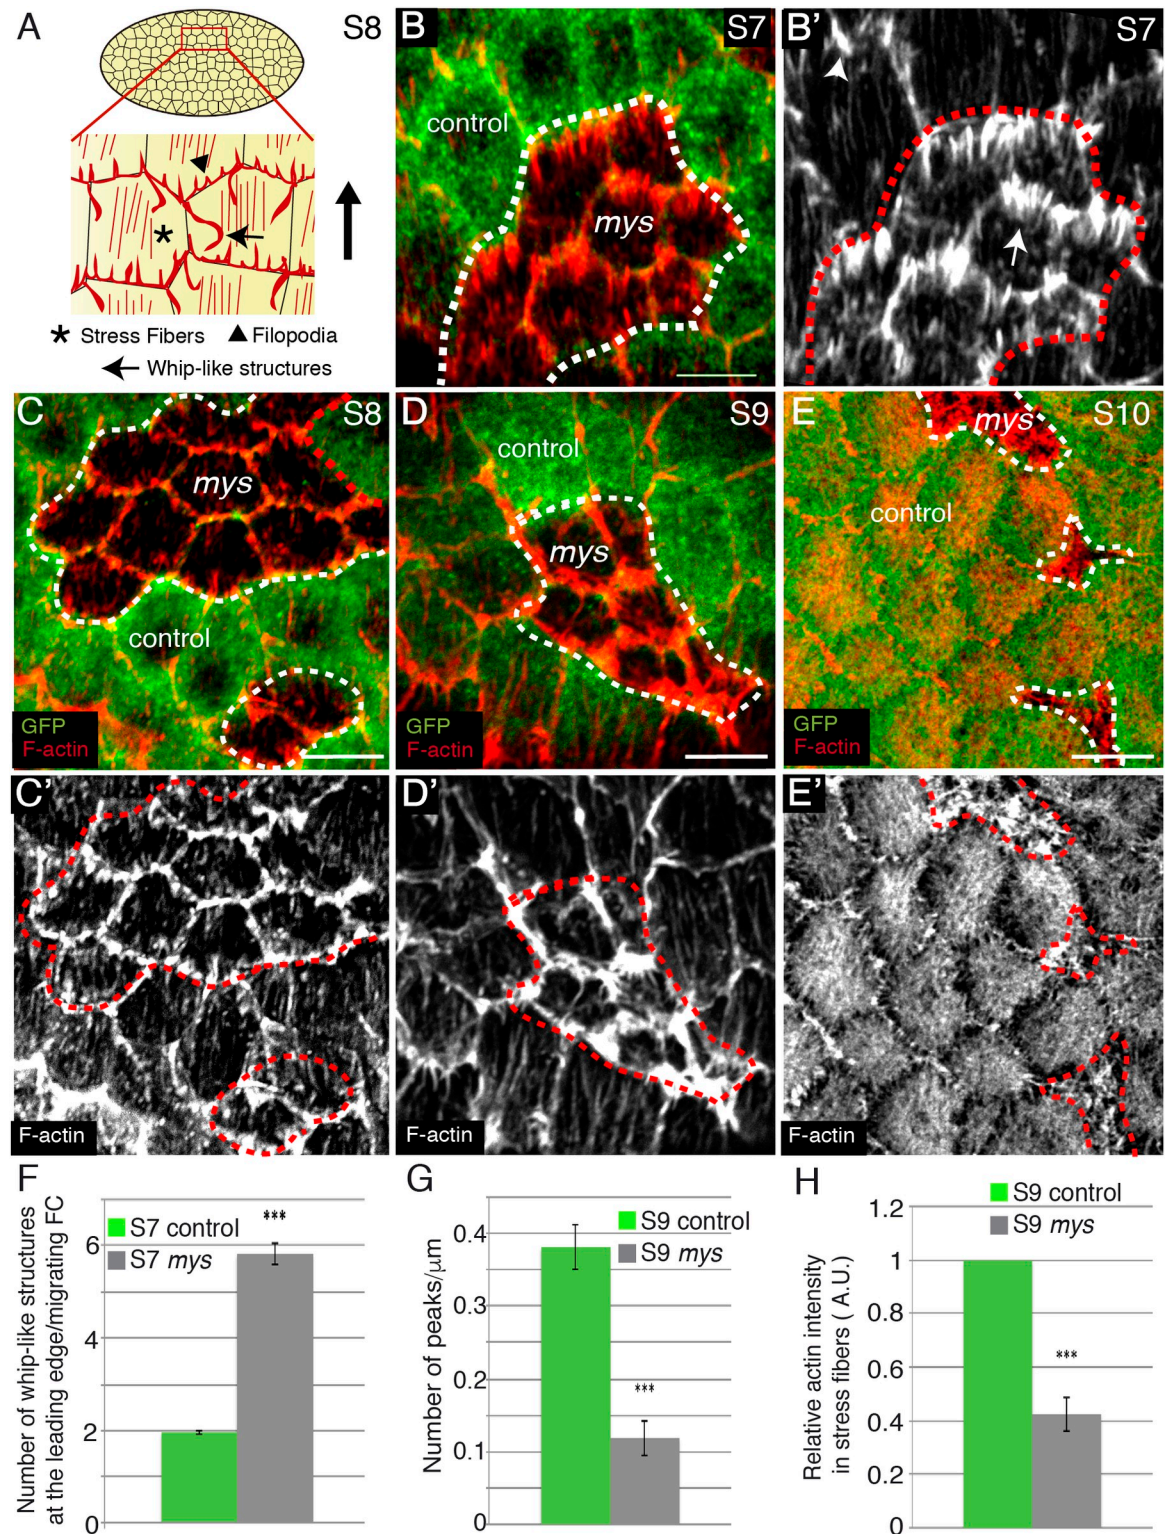 A
S8
* Stress Fibers ▲ Filopodia
← Whip-like structures
B
S7
control
mys
B'
S7
C
S8
mys
control
GFP
F-actin
D
S9
control
mys
E
S10
mys
control
GFP
F-actin
C'
F-actin
D'
F-actin
E'
F-actin
F
Number of whip-like structures
at the leading edge/migrating FC
S7 control
S7 mys
***
6
4
2
0
G
Number of peaks/µm
S9 control
S9 mys
***
0.4
0.3
0.2
0.1
0
H
Relative actin intensity
in stress fibers ( A.U.)
S9 control
S9 mys
***
1.2
1
0.8
0.6
0.4
0.2
0